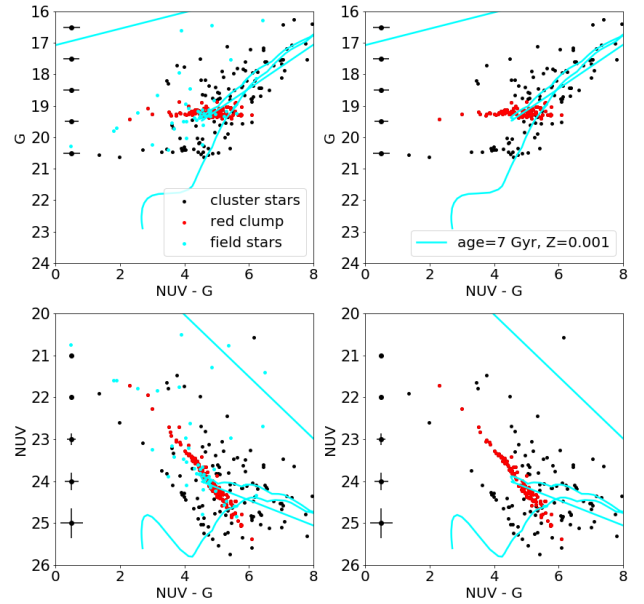 16
17
18
19
20
21
22
23
24
G
0 2 4 6 8
NUV - G
cluster stars
red clump
field stars
16
17
18
19
20
21
22
23
24
G
0 2 4 6 8
NUV - G
age=7 Gyr, Z=0.001
20
21
22
23
24
25
26
NUV
0 2 4 6 8
NUV - G
20
21
22
23
24
25
26
NUV
0 2 4 6 8
NUV - G